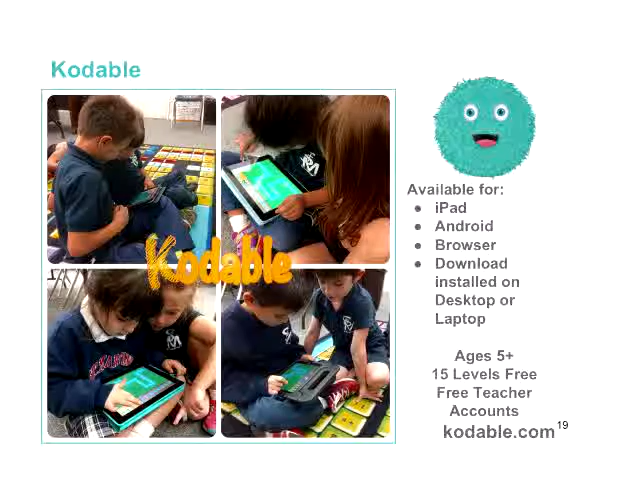 Kodable
Kodable
Available for:
● iPad
● Android
● Browser
● Download
installed on
Desktop or
Laptop
Ages 5+
15 Levels Free
Free Teacher
Accounts
kodable.com
19